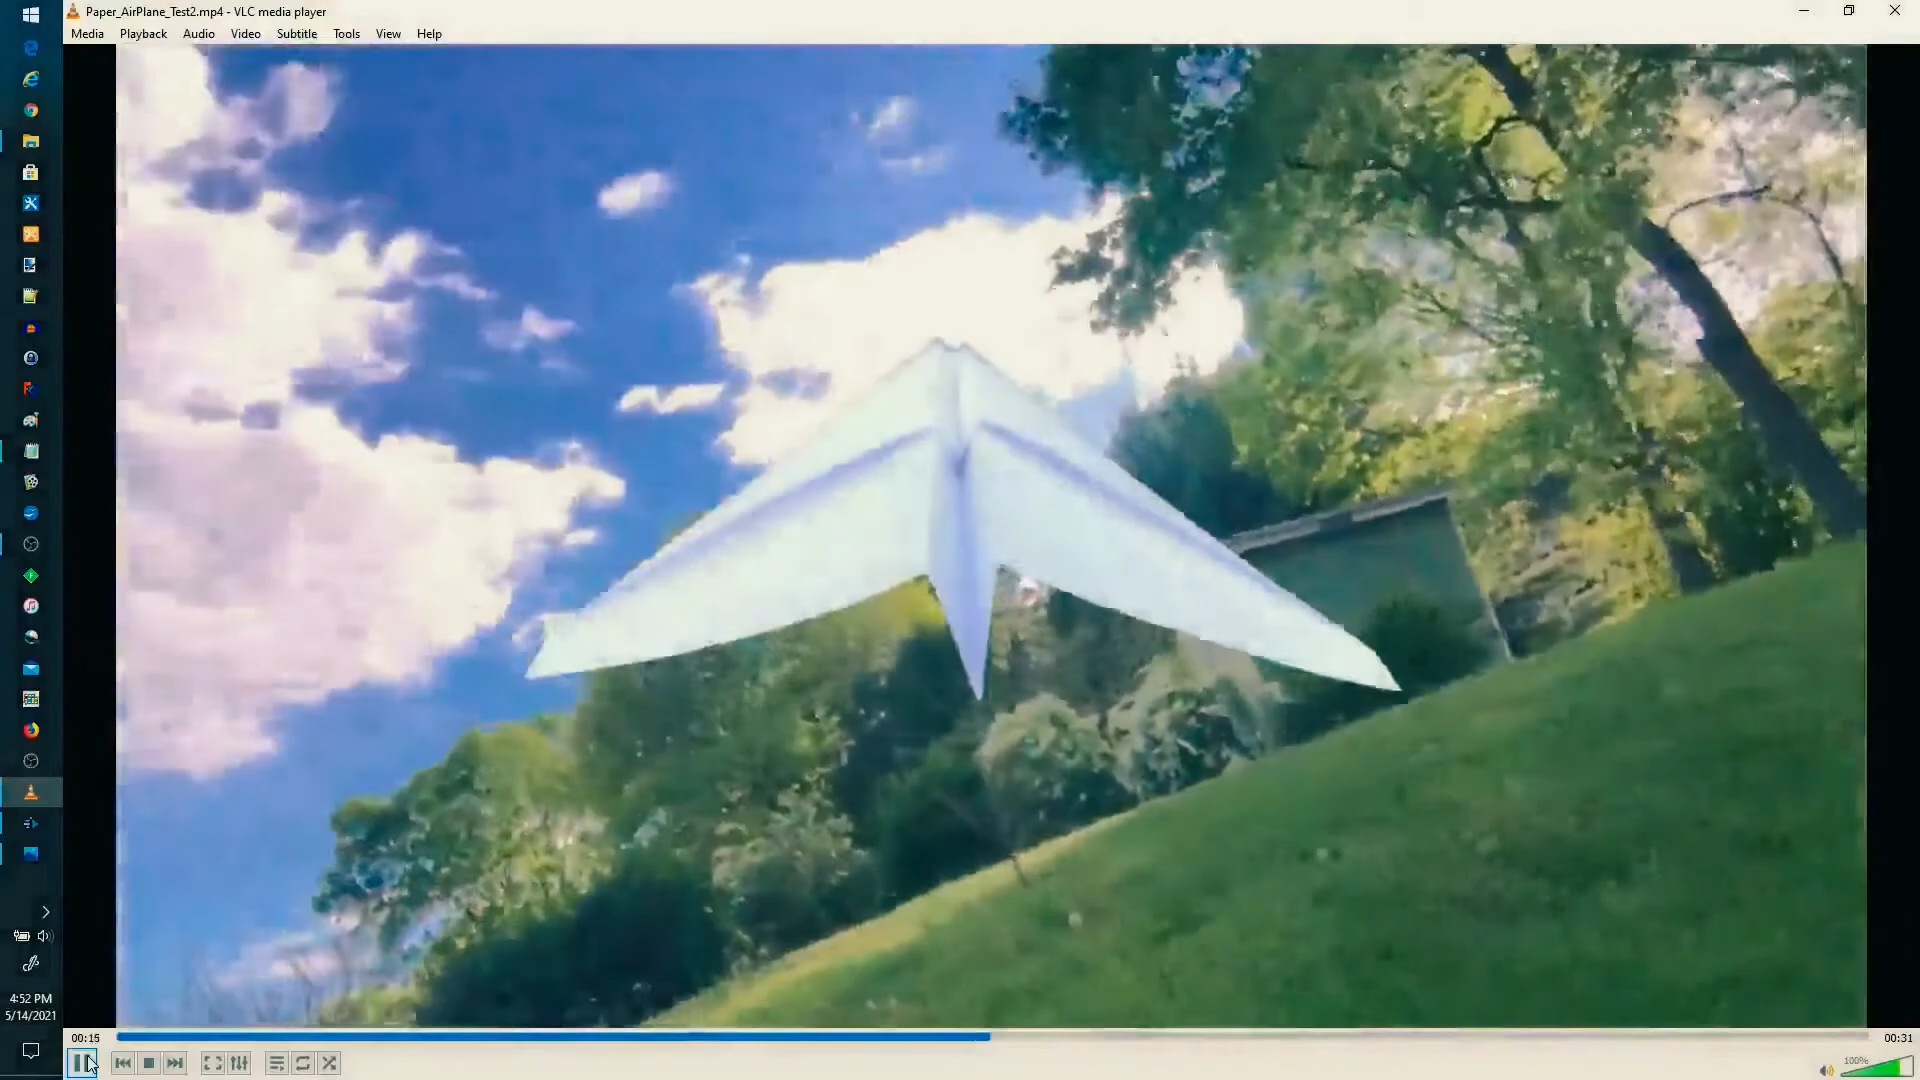 Paper_AirPlane_Test2.mp4 - VLC media player
Media Playback Audio Video Subtitle Tools View Help
4:52 PM
5/14/2021
00:15
00:31
100%